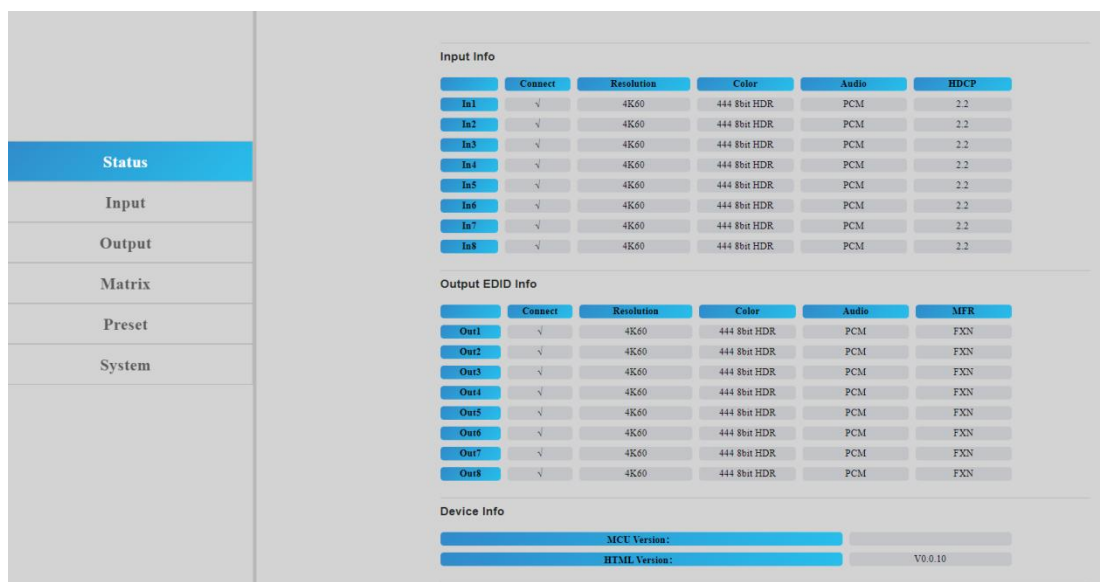 Status
Input
Output
Matrix
Preset
System
Input Info
Connect Resolution Color Audio HDCP
In1 √ 4K60 444 8bit HDR PCM 2.2
In2 √ 4K60 444 8bit HDR PCM 2.2
In3 √ 4K60 444 8bit HDR PCM 2.2
In4 √ 4K60 444 8bit HDR PCM 2.2
In5 √ 4K60 444 8bit HDR PCM 2.2
In6 √ 4K60 444 8bit HDR PCM 2.2
In7 √ 4K60 444 8bit HDR PCM 2.2
In8 √ 4K60 444 8bit HDR PCM 2.2
Output EDID Info
Connect Resolution Color Audio MFR
Out1 √ 4K60 444 8bit HDR PCM FXN
Out2 √ 4K60 444 8bit HDR PCM FXN
Out3 √ 4K60 444 8bit HDR PCM FXN
Out4 √ 4K60 444 8bit HDR PCM FXN
Out5 √ 4K60 444 8bit HDR PCM FXN
Out6 √ 4K60 444 8bit HDR PCM FXN
Out7 √ 4K60 444 8bit HDR PCM FXN
Out8 √ 4K60 444 8bit HDR PCM FXN
Device Info
MCU Version:
HTML Version: V0.0.10